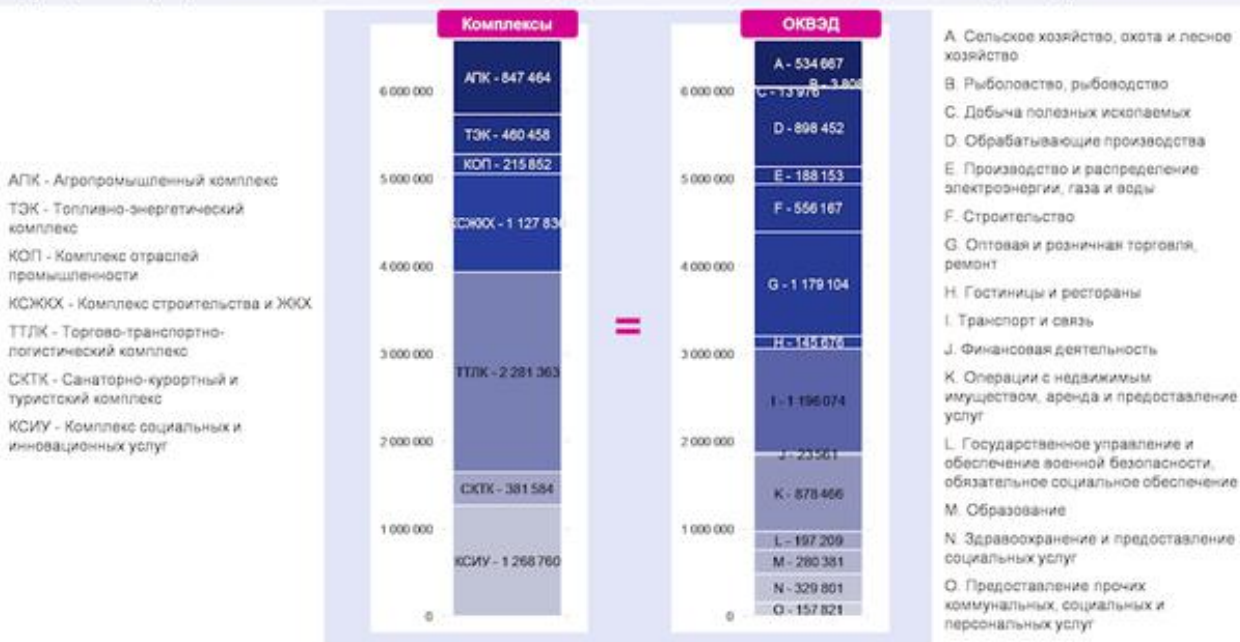 Комплексы
ОКВЭД
АПК - Агропромышленный комплекс
ТЭК - Топливно-энергетический
комплекс
КОП - Комплекс отраслей
промышленности
КСЖКХ - Комплекс строительства и ЖКХ
ТТЛК - Торгово-транспортно-
логистический комплекс
СКТК - Санаторно-курортный и
туристский комплекс
КСИУ - Комплекс социальных и
инновационных услуг
6 000 000
5 000 000
4 000 000
3 000 000
2 000 000
1 000 000
0
АПК - 847 464
ТЭК - 460 458
КОП - 215 852
КСЖКХ - 1 127 83
ТТЛК - 2 281 363
СКТК - 381 584
КСИУ - 1 268 760
=
6 000 000
5 000 000
4 000 000
3 000 000
2 000 000
1 000 000
0
A - 534 667
B - 3 806
C - 13 976
D - 898 452
E - 188 153
F - 556 167
G - 1 179 104
H - 145 676
I - 1 196 074
J - 23 561
K - 878 466
L - 197 209
M - 280 381
N - 329 801
O - 157 821
A. Сельское хозяйство, охота и лесное
хозяйство
B. Рыболовство, рыбоводство
C. Добыча полезных ископаемых
D. Обрабатывающие производства
E. Производство и распределение
электроэнергии, газа и воды
F. Строительство
G. Оптовая и розничная торговля,
ремонт
H. Гостиницы и рестораны
I. Транспорт и связь
J. Финансовая деятельность
K. Операции с недвижимым
имуществом, аренда и предоставление
услуг
L. Государственное управление и
обеспечение военной безопасности,
обязательное социальное обеспечение
M. Образование
N. Здравоохранение и предоставление
социальных услуг
O. Предоставление прочих
коммунальных, социальных и
персональных услуг